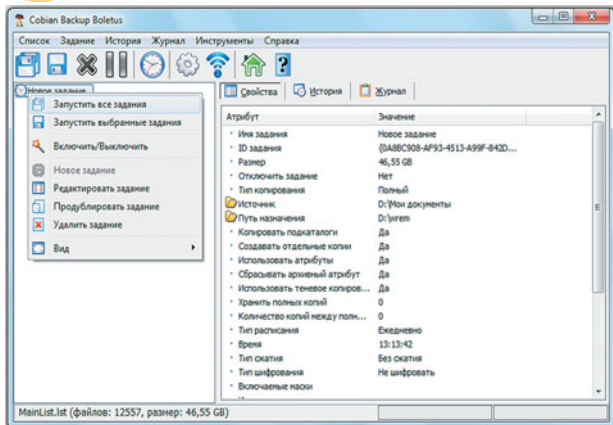 Cobian Backup Boletus
Список Задание История Журнал Инструменты Справка
Новое задание
Запустить все задания
Запустить выбранные задания
Включить/Выключить
Новое задание
Редактировать задание
Продублировать задание
Удалить задание
Вид
Свойства История Журнал
Атрибут Значение
Имя задания Новое задание
ID задания {0A8BC908-AF93-4513-A99F-842D...
Размер 46,55 GB
Отключить задание Нет
Тип копирования Полный
Источник D:\Мои документы
Путь назначения
Копировать подкаталоги Да
Создавать отдельные копии Да
Использовать атрибуты Да
Сбрасывать архивный атрибут Да
Использовать теневое копиров... Да
Хранить полных копий 0
Количество копий между полн... 0
Тип расписания Ежедневно
Время 13:13:42
Тип сжатия Без сжатия
Тип шифрования Не шифровать
Включаемые маски
MainList.lst (файлов: 12557, размер: 46,55 GB)